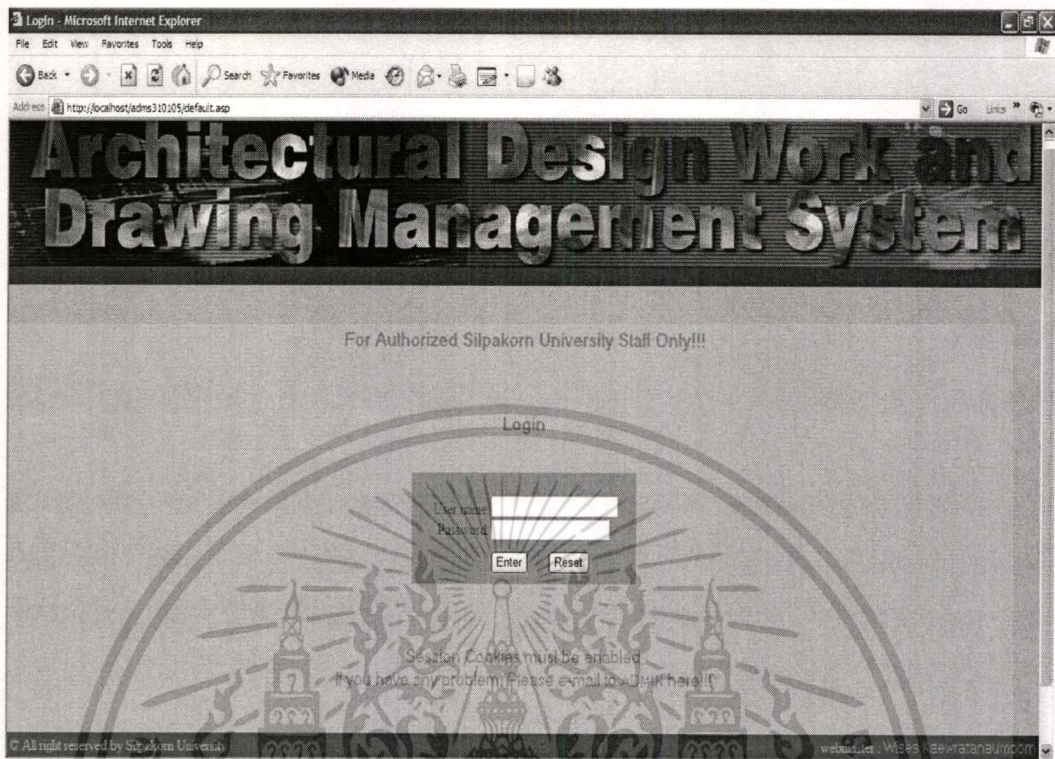 Login - Microsoft Internet Explorer
File Edit View Favorites Tools Help
Back Search Favorites Media
Address http://localhost/adms310105/default.asp Go Links »
Architectural Design Work and
Drawing Management System
For Authorized Silpakorn University Staff Only!!!
Login
User name
Password
Enter Reset
Session Cookies must be enabled
If you have any problem, Please e-mail to ADMIN here!!!
© All right reserved by Silpakorn University webmaster : Wises Kaewratanaumporn